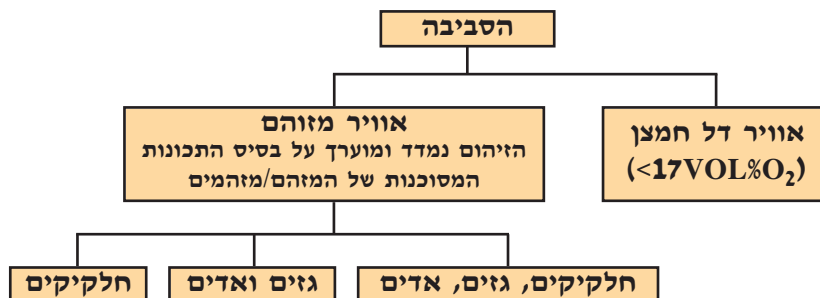 הסביבה
אוויר דל חמצן
(<17VOL%O₂)
אוויר מזוהם
הזיהום נמדד ומוערך על בסיס התכונות
המסוכנות של המזהם/מזהמים
חלקיקים, גזים, אדים
גזים ואדים
חלקיקים